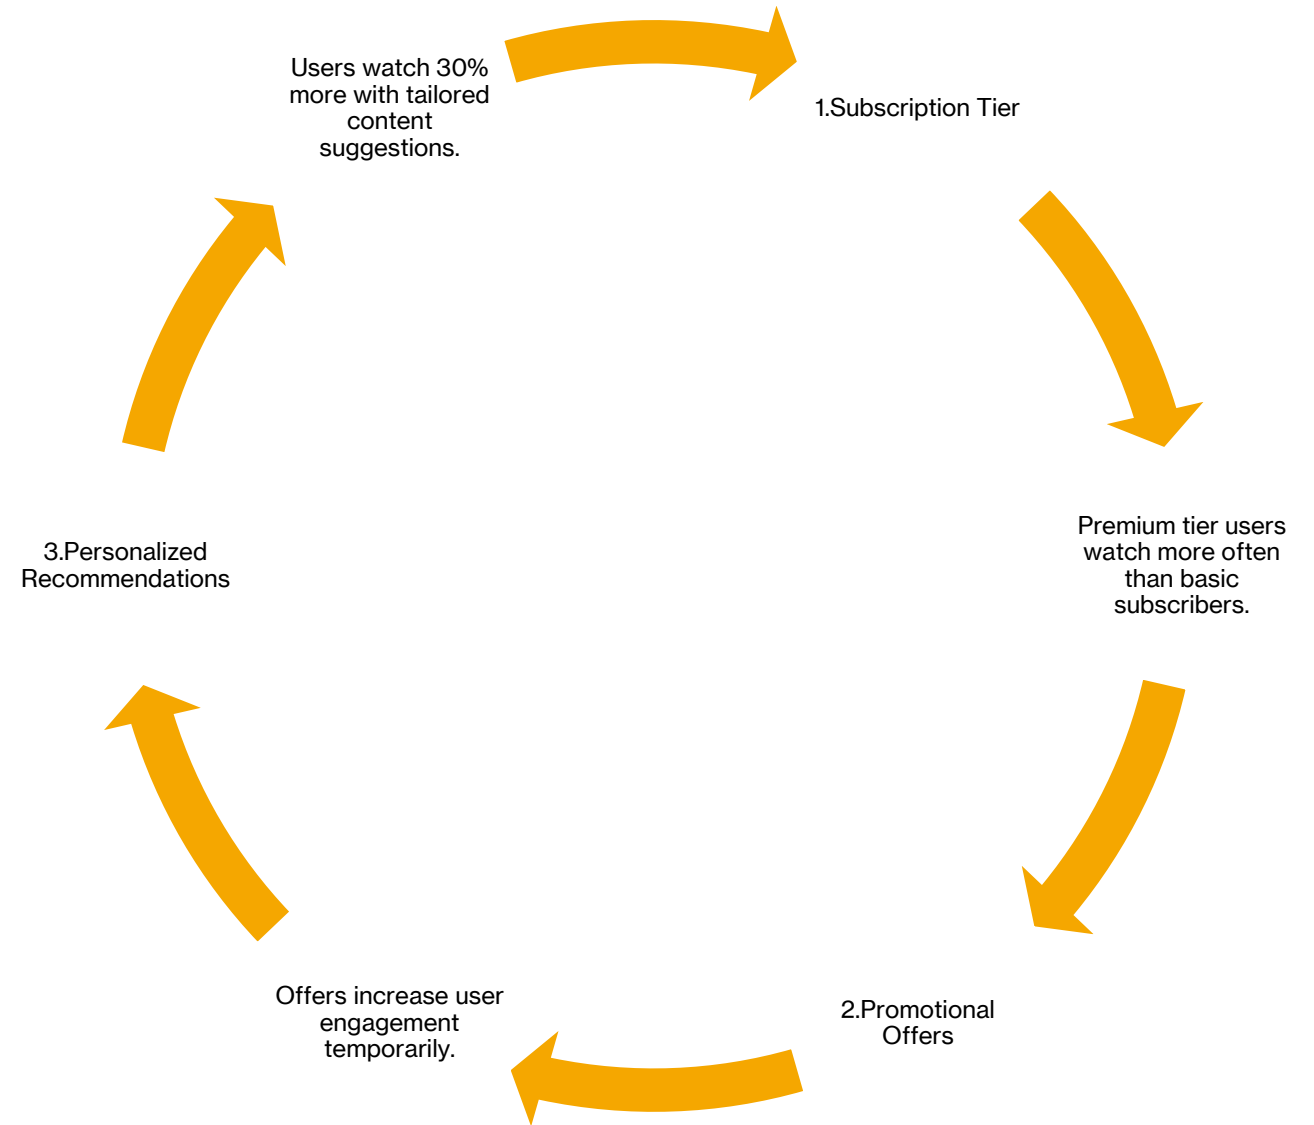 1.Subscription Tier
Premium tier users
watch more often
than basic
subscribers.
2.Promotional
Offers
Offers increase user
engagement
temporarily.
3.Personalized
Recommendations
Users watch 30%
more with tailored
content
suggestions.